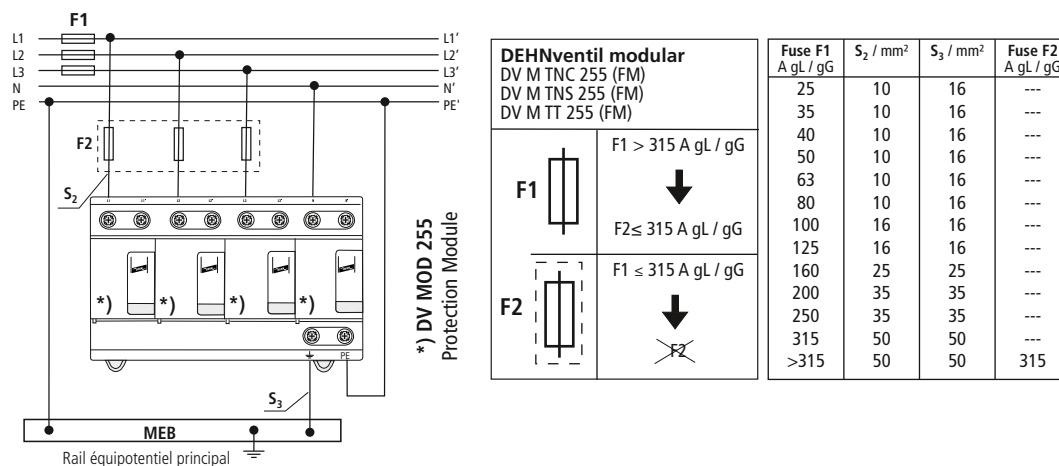 F1
L1 L1’
L2 L2’
L3 L3’
N N’
PE PE'
F2
S2
*) *) *) *)
PE
S3
MEB
Rail équipotentiel principal
*) DV MOD 255
Protection Module
DEHNventil modular
DV M TNC 255 (FM)
DV M TNS 255 (FM)
DV M TT 255 (FM)
F1
F1 > 315 A gL / gG
F2≤ 315 A gL / gG
F2
F1 ≤ 315 A gL / gG
F2
Fuse F1 S2 / mm² S3 / mm² Fuse F2
A gL / gG A gL / gG
25 10 16 ---
35 10 16 ---
40 10 16 ---
50 10 16 ---
63 10 16 ---
80 10 16 ---
100 16 16 ---
125 16 16 ---
160 25 25 ---
200 35 35 ---
250 35 35 ---
315 50 50 ---
>315 50 50 315